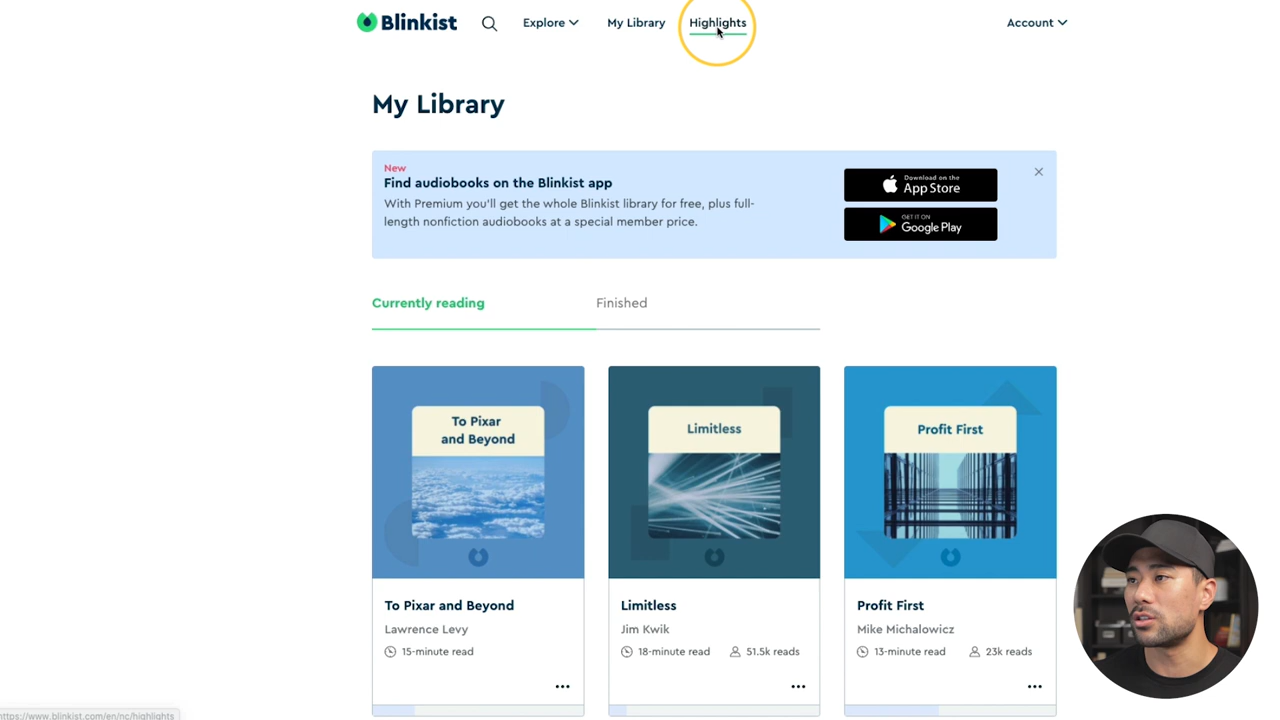 Blinkist
Explore
My Library
Highlights
Account
My Library
New
Find audiobooks on the Blinkist app
With Premium you'll get the whole Blinkist library for free, plus full-
length nonfiction audiobooks at a special member price.
Download on the
App Store
GET IT ON
Google Play
Currently reading
Finished
To Pixar
and Beyond
Limitless
Profit First
To Pixar and Beyond
Lawrence Levy
15-minute read
Limitless
Jim Kwik
18-minute read
51.5k reads
Profit First
Mike Michalowicz
13-minute read
23k reads
https://www.blinkist.com/en/nc/highlights